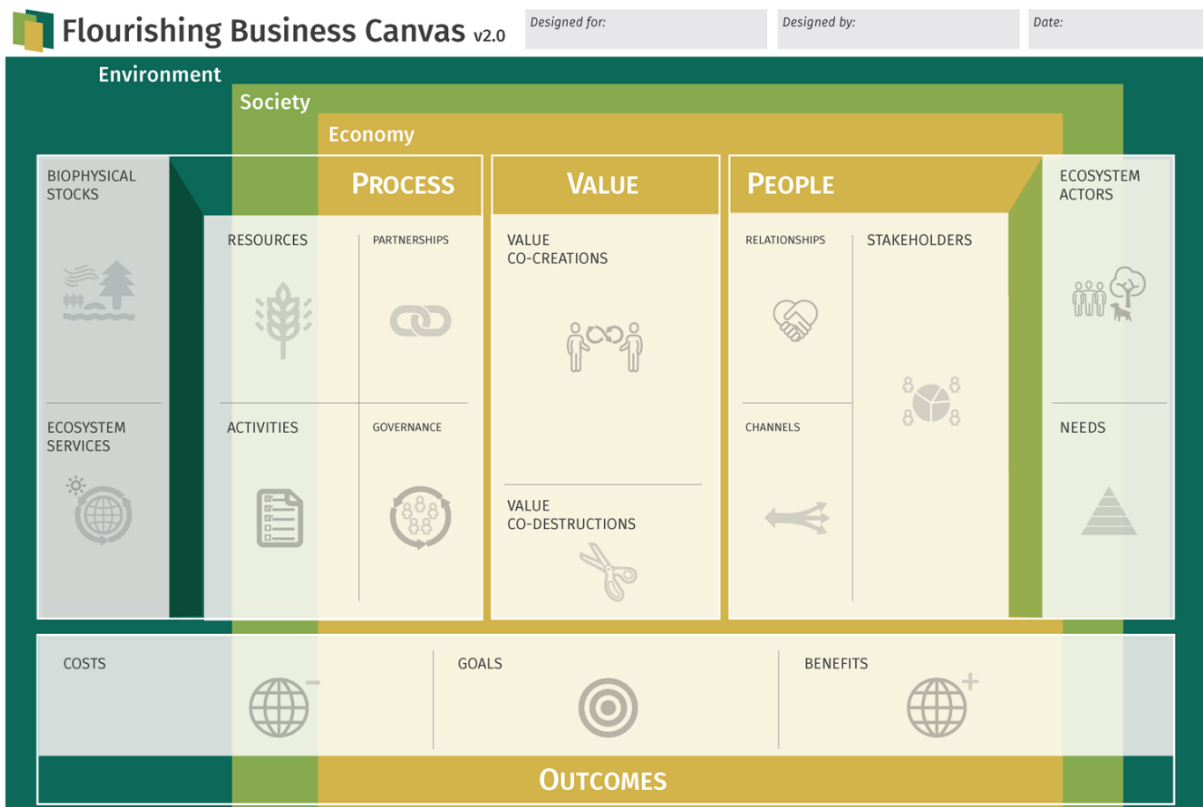 Flourishing Business Canvas v2.0
Designed for:
Designed by:
Date:
Environment
Society
Economy
BIOPHYSICAL
STOCKS
PROCESS
VALUE
PEOPLE
ECOSYSTEM
ACTORS
RESOURCES
PARTNERSHIPS
VALUE
CO-CREATIONS
RELATIONSHIPS
STAKEHOLDERS
ECOSYSTEM
SERVICES
ACTIVITIES
GOVERNANCE
CHANNELS
NEEDS
VALUE
CO-DESTRUCTIONS
COSTS
GOALS
BENEFITS
OUTCOMES